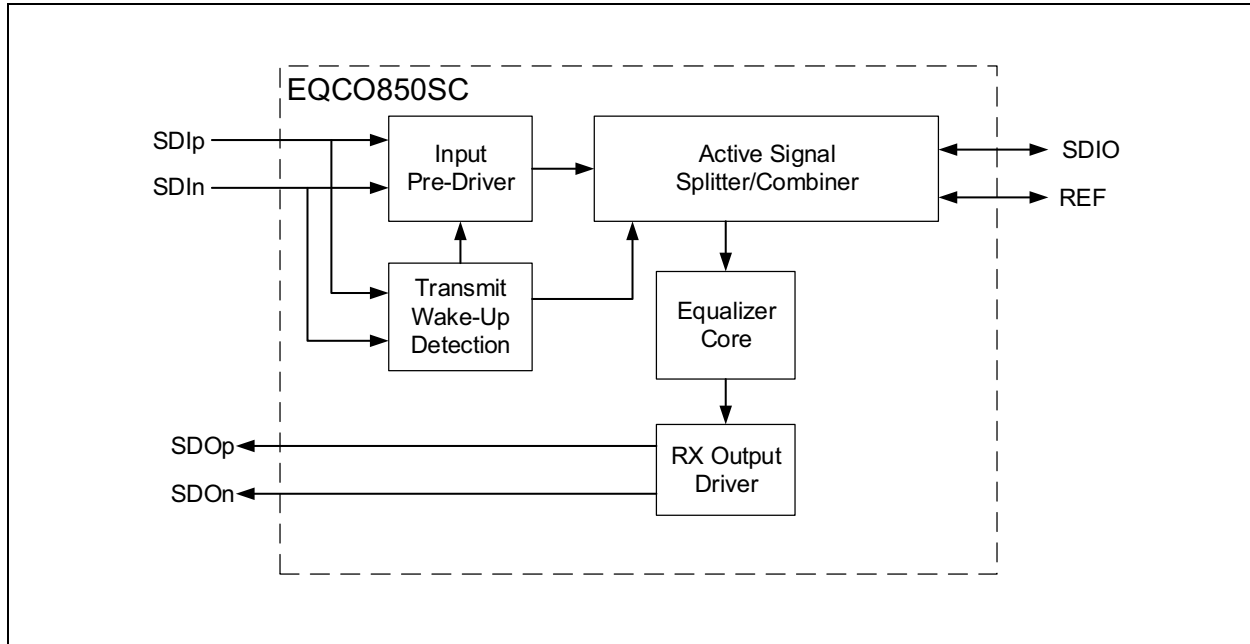 EQCO850SC
SDIp
SDIn
Input
Pre-Driver
Active Signal
Splitter/Combiner
SDIO
REF
Transmit
Wake-Up
Detection
Equalizer
Core
SDOp
SDOn
RX Output
Driver